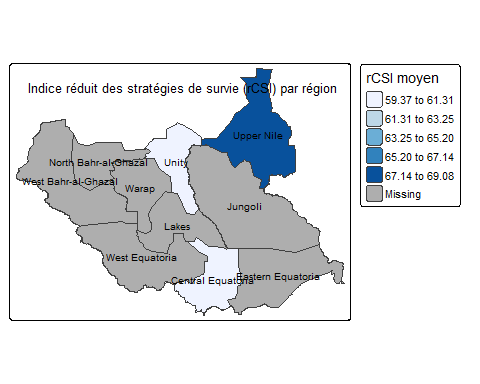 Indice réduit des stratégies de survie (rCSI) par région
rCSI moyen
59.37 to 61.31
61.31 to 63.25
63.25 to 65.20
65.20 to 67.14
67.14 to 69.08
Missing
Upper Nile
North Bahr-al-Ghazal
Unity
West Bahr-al-Ghazal
Warap
Jungoli
Lakes
West Equatoria
Central Equatoria
Eastern Equatoria